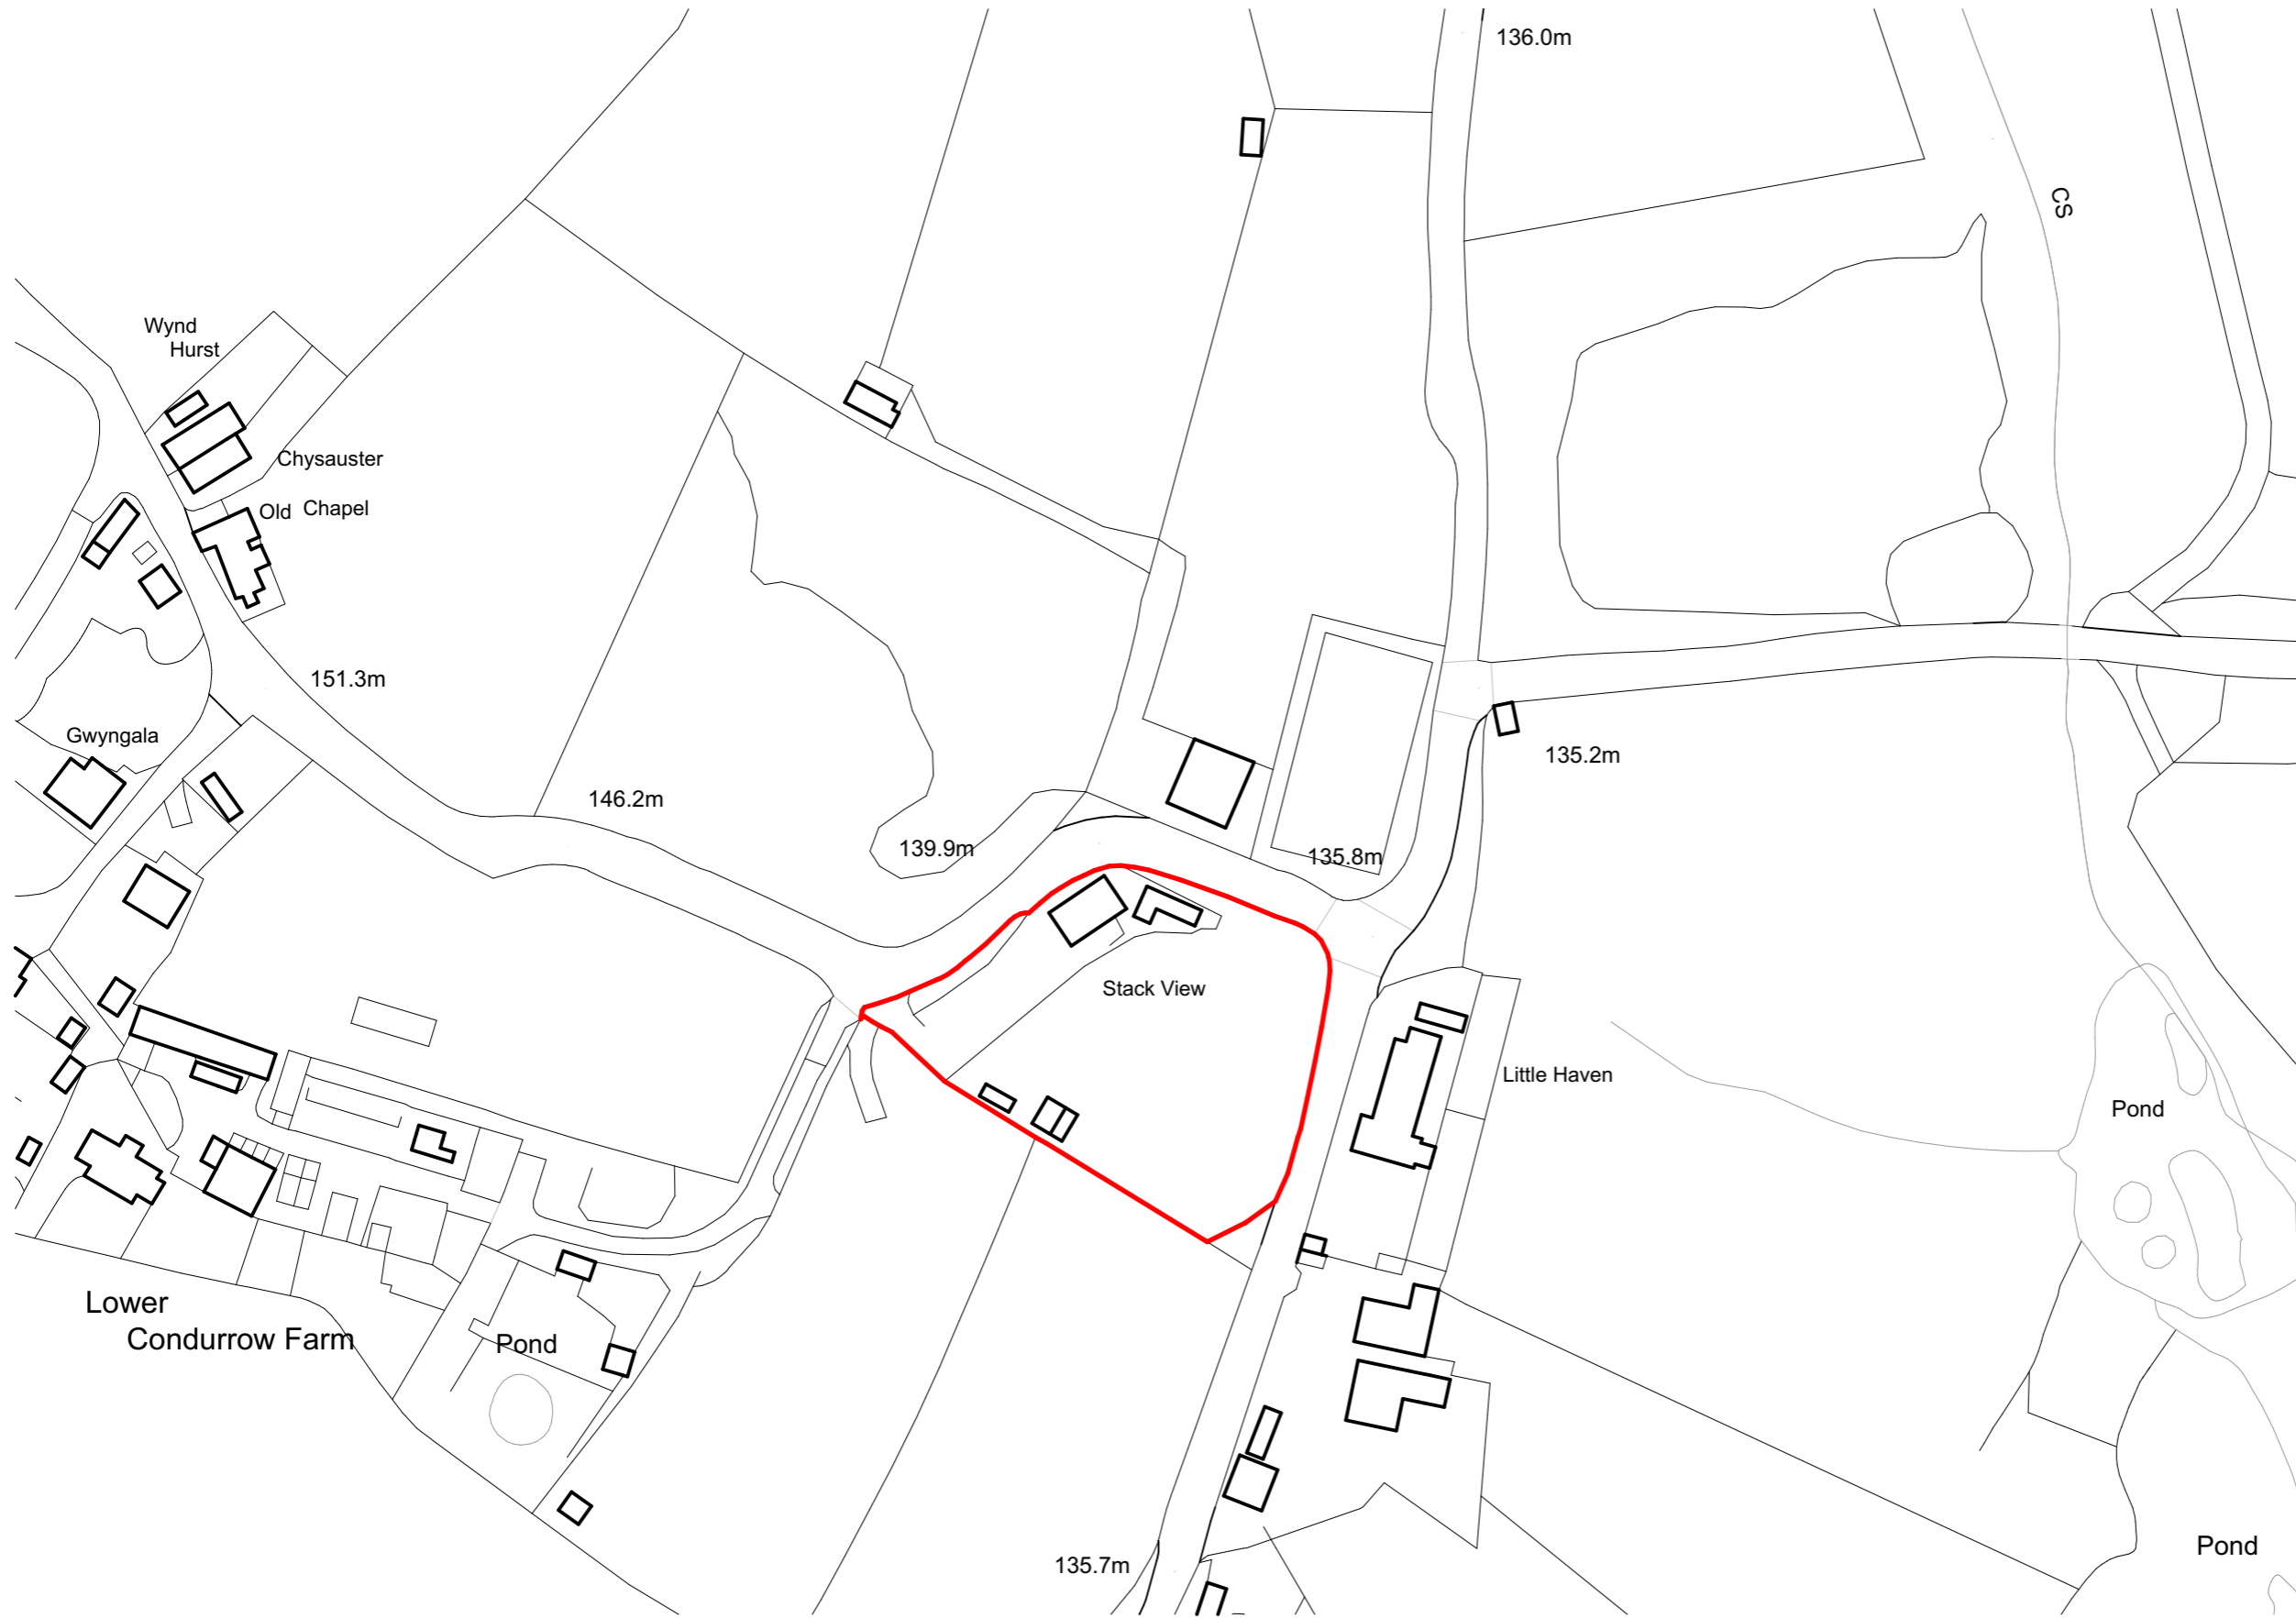 136.0m
CS
Wynd
Hurst
Chysauster
Old Chapel
151.3m
Gwyngala
135.2m
146.2m
139.9m
135.8m
Stack View
Little Haven
Pond
Lower
Condurrow Farm
Pond
Pond
135.7m